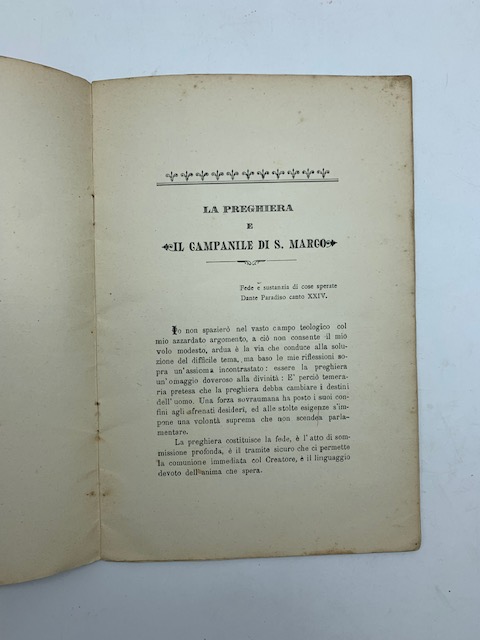 LA PREGHIERA
E
IL CAMPANILE DI S. MARCO
Fede è sustanzia di cose sperate
Dante Paradiso canto XXIV.
Io non spazierò nel vasto campo teologico col
mio azzardato argomento, a ciò non consente il mio
volo modesto, ardua è la via che conduce alla solu-
zione del difficile tema, ma baso le mie riflessioni so-
pra un'assioma incontrastato: essere la preghiera
un'omaggio doveroso alla divinità: E' perciò temera-
ria pretesa che la preghiera debba cambiare i destini
dell'uomo. Una forza sovraumana ha posto i suoi con-
fini agli sfrenati desideri, ed alle stolte esigenze s'im-
pone una volontà suprema che non scendea parla-
mentare.
La preghiera costituisce la fede, è l'atto di som-
missione profonda, è il tramite sicuro che ci permette
la comunione immediata col Creatore, è il linguaggio
devoto dell'anima che spera.